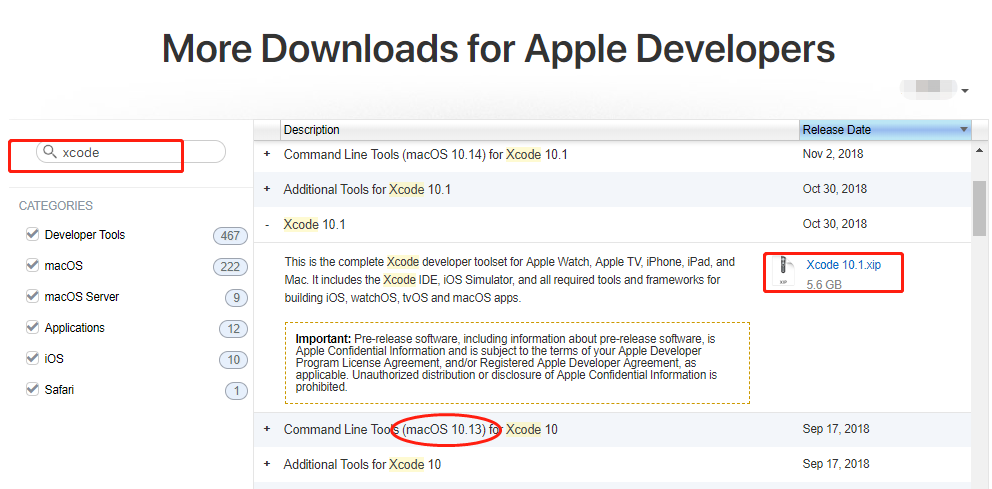 More Downloads for Apple Developers
xcode
Description
Release Date
+ Command Line Tools (macOS 10.14) for Xcode 10.1
Nov 2, 2018
+ Additional Tools for Xcode 10.1
Oct 30, 2018
- Xcode 10.1
Oct 30, 2018
CATEGORIES
Developer Tools 467
macOS 222
macOS Server 9
Applications 12
iOS 10
Safari 1
This is the complete Xcode developer toolset for Apple Watch, Apple TV, iPhone, iPad, and
Mac. It includes the Xcode IDE, iOS Simulator, and all required tools and frameworks for
building iOS, watchOS, tvOS and macOS apps.
XIP
Xcode 10.1.xip
5.6 GB
Important: Pre-release software, including information about pre-release software, is
Apple Confidential Information and is subject to the terms of your Apple Developer
Program License Agreement, and/or Registered Apple Developer Agreement, as
applicable. Unauthorized distribution or disclosure of Apple Confidential Information is
prohibited.
+ Command Line Tools (macOS 10.13) for Xcode 10
Sep 17, 2018
+ Additional Tools for Xcode 10
Sep 17, 2018